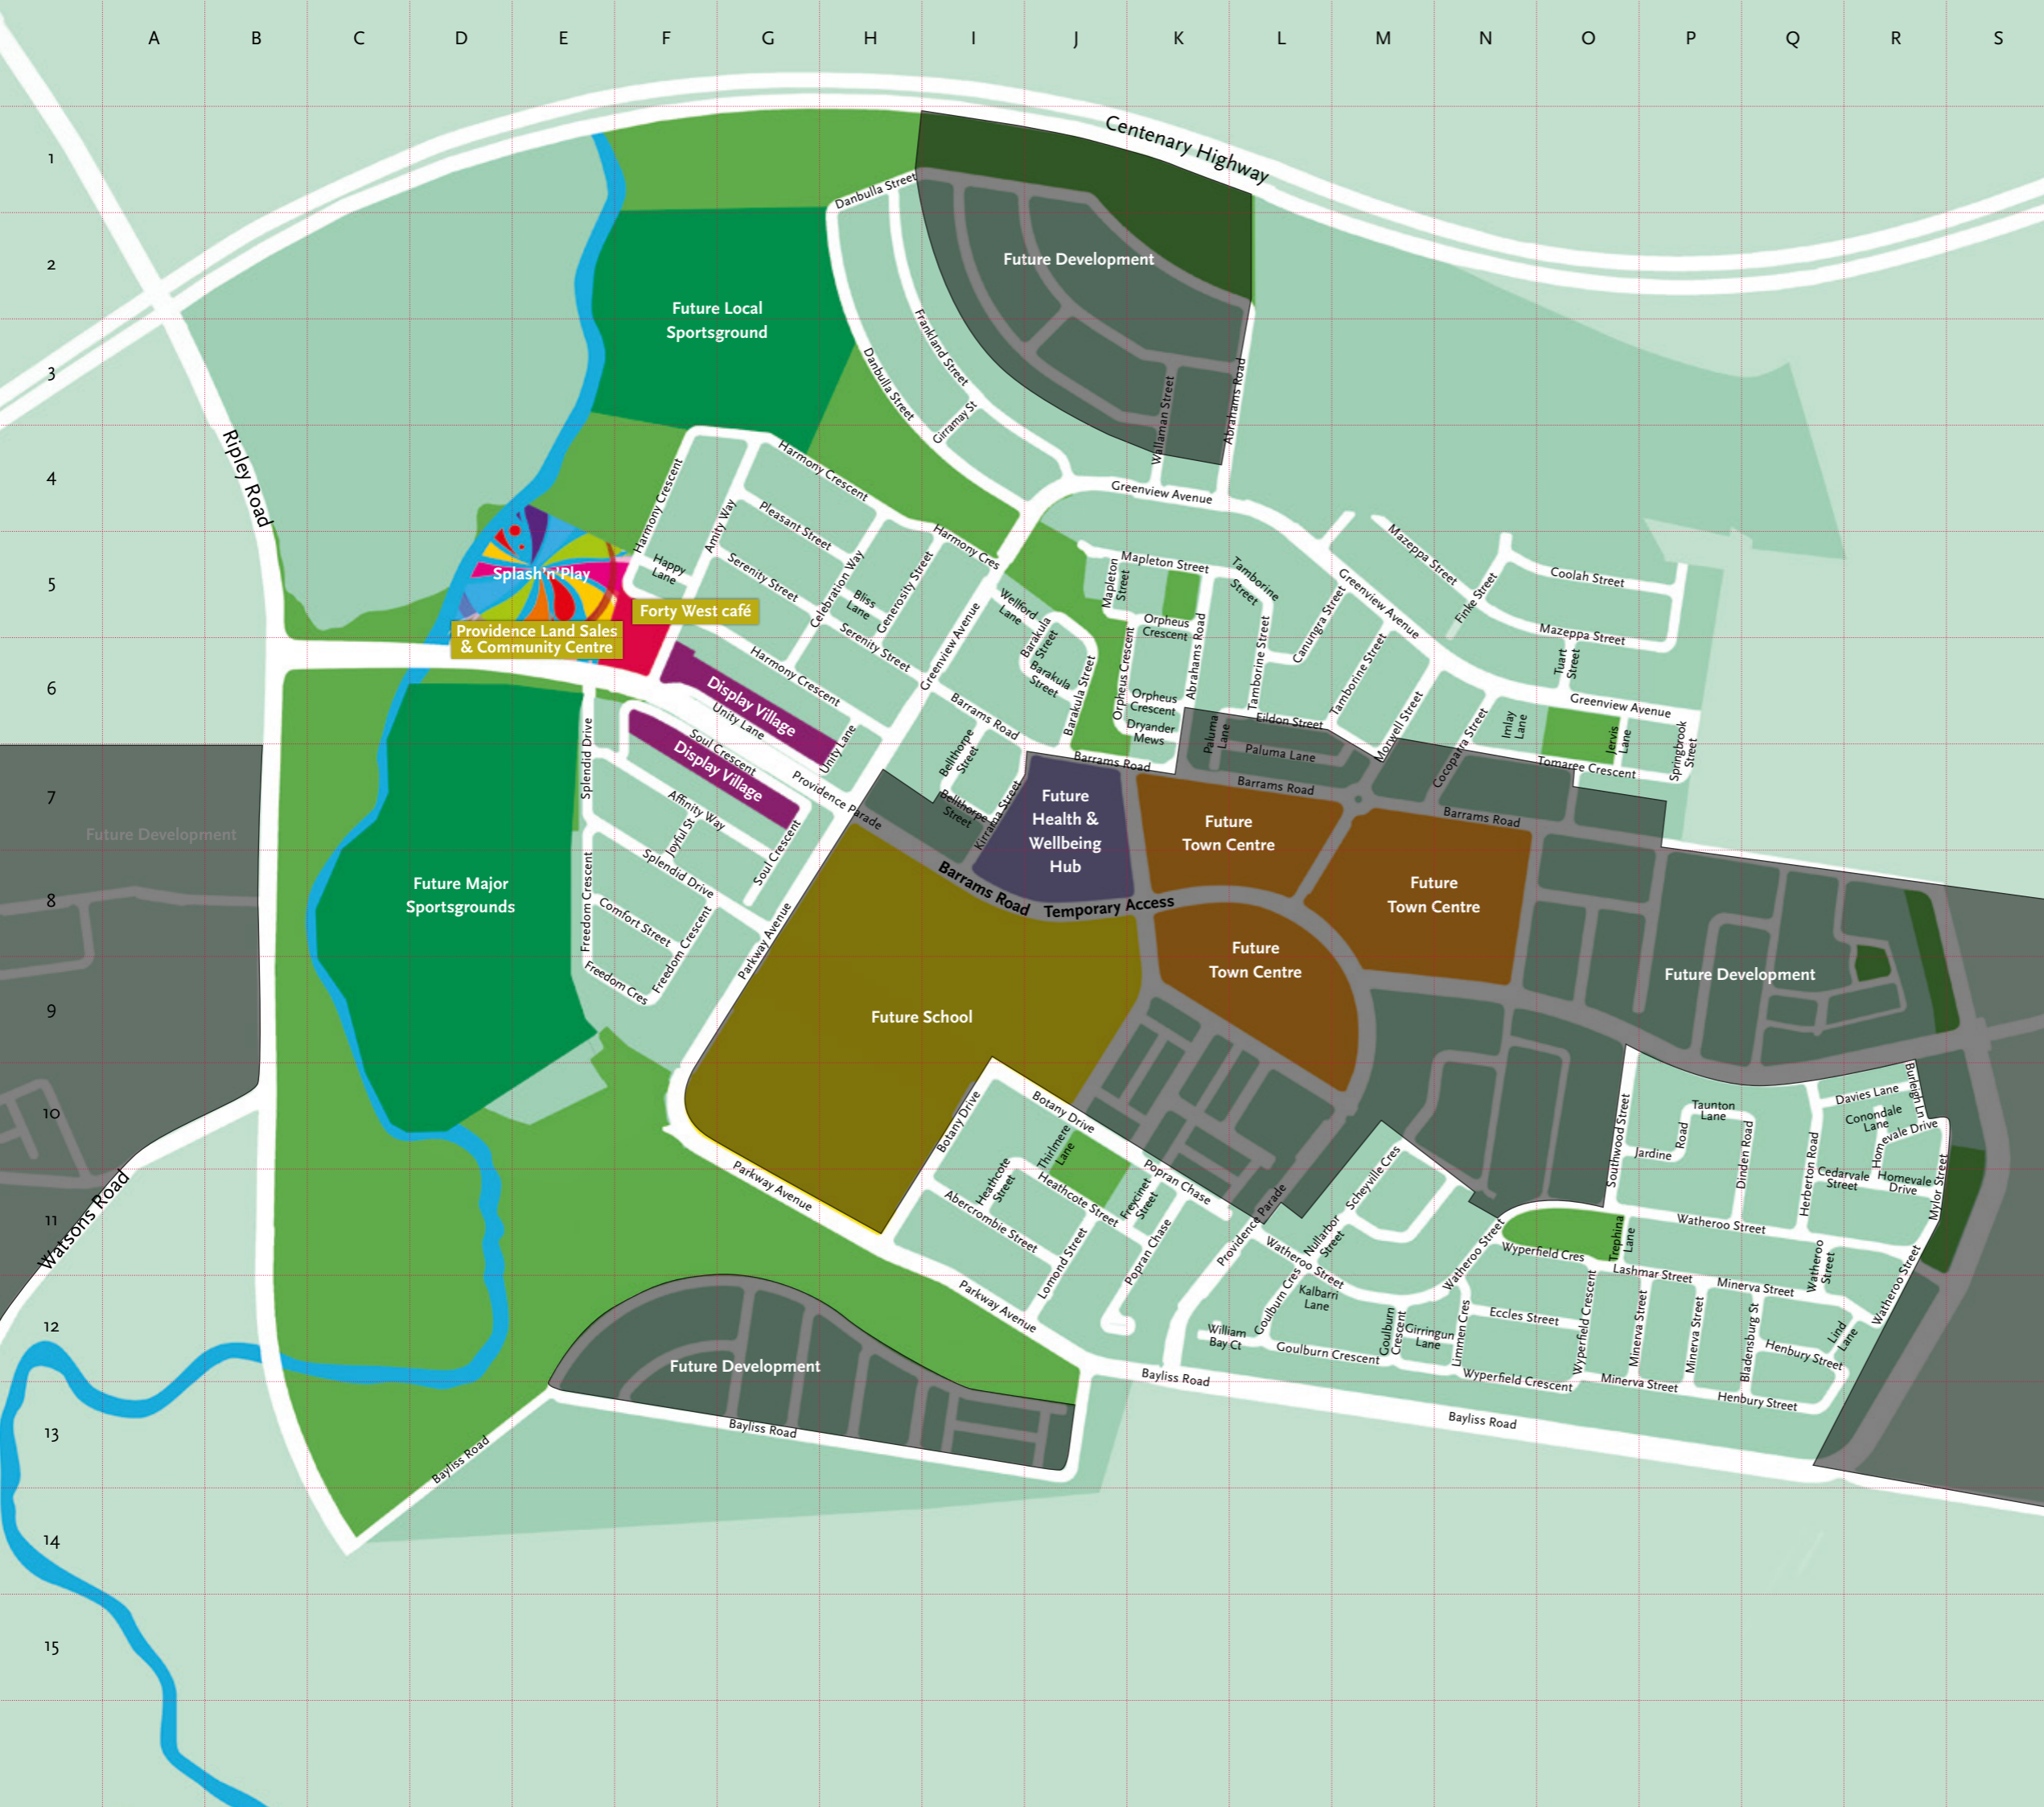 A B C D E F G H I J K L M N O P Q R S
1
Centenary Highway
Danbulla Street
2
Future Development
Future Local
Sportsground
3
Frankland Street
Danbulla Street
Wallaman Street
Abrahams Road
Girramay St
Ripley Road
4
Harmony Crescent
Harmony Crescent
Greenview Avenue
Pleasant Street
Amity Way
Harmony Cres
Mazeppa Street
5
Splash'n'Play
Happy
Lane
Serenity Street
Celebration Way
Bliss
Lane
Generosity Street
Mapleton Street
Mapleton
Street
Tamborine
Street
Greenview Avenue
Finke Street
Coolah Street
Forty West café
Providence Land Sales
& Community Centre
Wellford
Lane
Barakula
Street
Orpheus
Crescent
Canungra Street
Mazeppa Street
Serenity Street
Greenview Avenue
6
Harmony Crescent
Display Village
Unity Lane
Barakula
Street
Barakula Street
Orpheus Crescent
Orpheus
Crescent
Abrahams Road
Tamborine Street
Tamborine Street
Tuart
Street
Greenview Avenue
Barrams Road
Dryander
Mews
Eildon Street
Morwell Street
Imlay
Lane
Splendid Drive
Soul Crescent
Display Village
Unity Lane
Bellthorpe
Street
Barrams Road
Paluma
Lane
Paluma Lane
Cocoparra Street
Jervis
Lane
Tomaree Crescent
Springbrook
Street
7
Future Development
Providence Parade
Affinity Way
Joyful St
Bellthorpe
Street
Kirrama Street
Future
Health &
Wellbeing
Hub
Barrams Road
Barrams Road
Future
Town Centre
Soul Crescent
Splendid Drive
8
Future Major
Sportsgrounds
Freedom Crescent
Comfort Street
Freedom Crescent
Barrams Road
Temporary Access
Future
Town Centre
Future
Town Centre
Parkway Avenue
Freedom Cres
Future Development
9
Future School
10
Botany Drive
Botany Drive
Thirlmere
Lane
Southwood Street
Taunton
Lane
Jardine
Road
Dinden Road
Herberton Road
Davies Lane
Burleigh Ln
Conondale
Lane
Homevale Drive
Watsons Road
Parkway Avenue
11
Heathcote
Street
Heathcote Street
Abercrombie Street
Freycinet
Street
Popran Chase
Popran Chase
Lomond Street
Providence Parade
Scheyville Cres
Nullarbor
Street
Watheroo Street
Watheroo Street
Wyperfield Cres
Trephina
Lane
Watheroo Street
Cedarvale
Street
Homevale
Drive
Mylor Street
Watheroo
Street
Watheroo Street
Lashmar Street
Minerva Street
12
Parkway Avenue
Future Development
William
Bay Ct
Goulburn Cres
Kalbarri
Lane
Goulburn Crescent
Goulburn
Crescent
Girringun
Lane
Limmen Cres
Eccles Street
Wyperfield Crescent
Wyperfield Crescent
Minerva Street
Minerva Street
Minerva Street
Bladensburg St
Lind
Lane
Henbury Street
Henbury Street
Bayliss Road
13
Bayliss Road
Bayliss Road
Bayliss Road
14
15